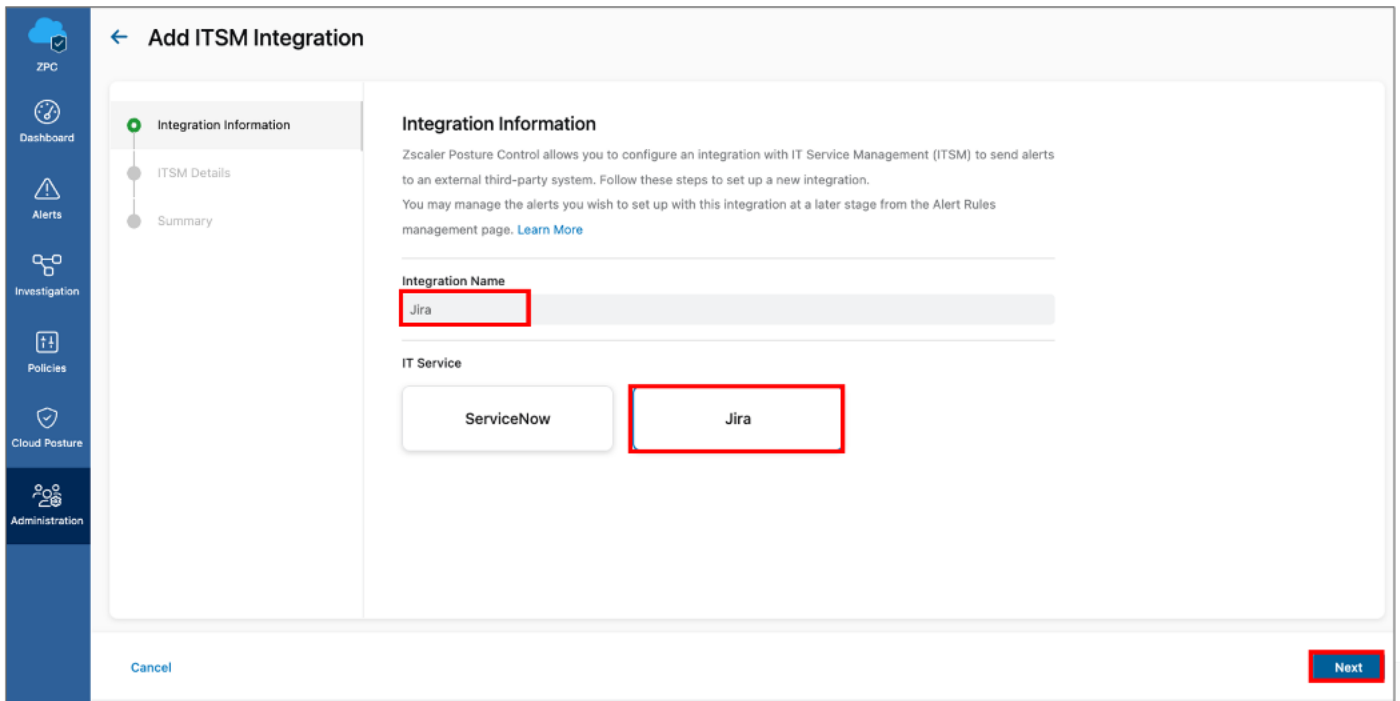 ZPC
Dashboard
Alerts
Investigation
Policies
Cloud Posture
Administration
Add ITSM Integration
Integration Information
ITSM Details
Summary
Integration Information
Zscaler Posture Control allows you to configure an integration with IT Service Management (ITSM) to send alerts
to an external third-party system. Follow these steps to set up a new integration.
You may manage the alerts you wish to set up with this integration at a later stage from the Alert Rules
management page. Learn More
Integration Name
Jira
IT Service
ServiceNow
Jira
Cancel
Next